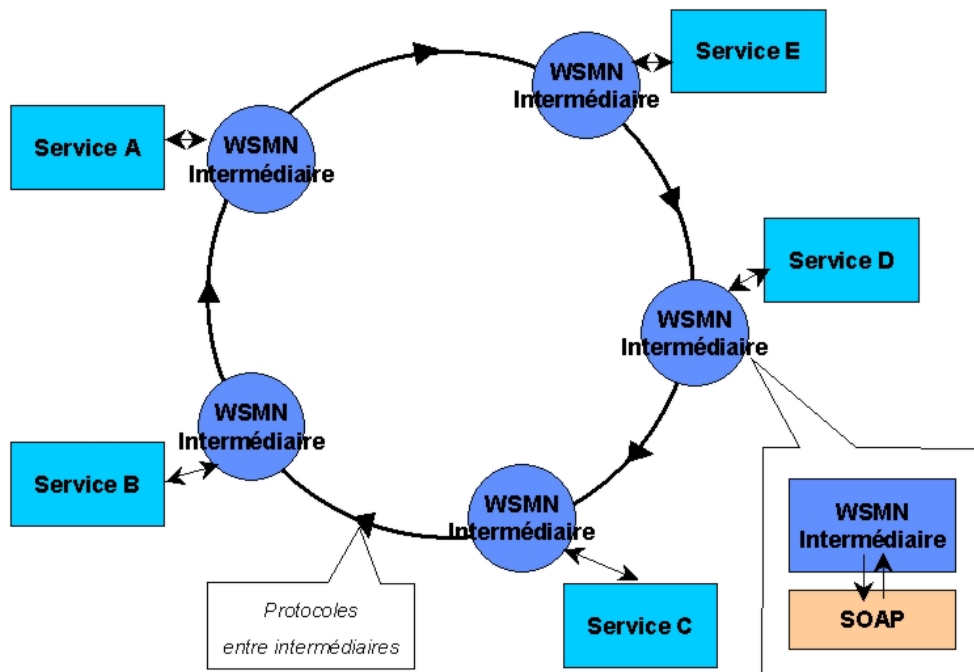 WSMN
Intermédiaire
Service E
Service A
WSMN
Intermédiaire
Service D
WSMN
Intermédiaire
WSMN
Intermédiaire
Service B
WSMN
Intermédiaire
Service C
Protocoles
entre intermédiaires
WSMN
Intermédiaire
SOAP